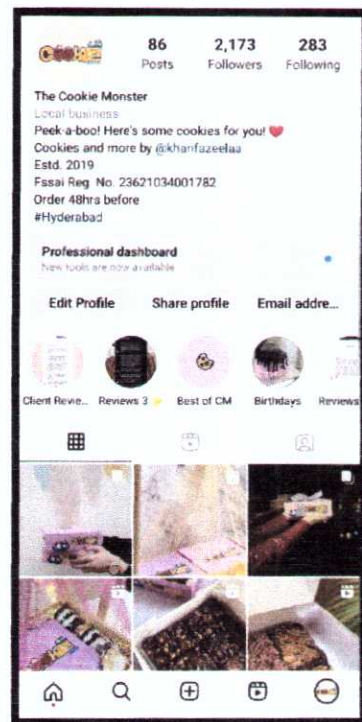 86 2,173 283
Posts Followers Following
The Cookie Monster
Local business
Peek-a-boo! Here's some cookies for you! ❤️
Cookies and more by @khanfazeelaa
Estd. 2019
Fssai Reg. No. 23621034001782
Order 48hrs before
#Hyderabad
Professional dashboard
New tools are now available
Edit Profile Share profile Email addre...
Client Revie... Reviews 3 ⭐ Best of CM Birthdays Reviews